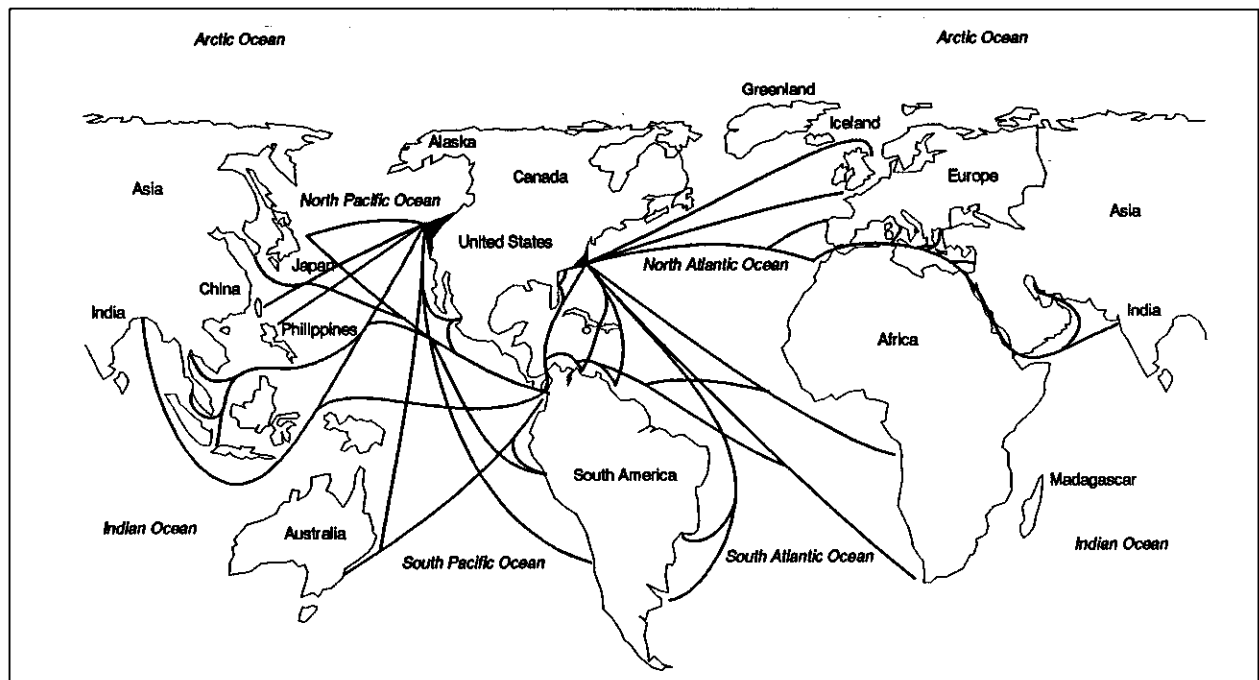 Arctic Ocean
Arctic Ocean
Greenland
Iceland
Alaska
Canada
Asia
Europe
North Pacific Ocean
Asia
United States
Japan
North Atlantic Ocean
China
India
Philippines
India
Africa
South America
Madagascar
Indian Ocean
Australia
South Pacific Ocean
South Atlantic Ocean
Indian Ocean